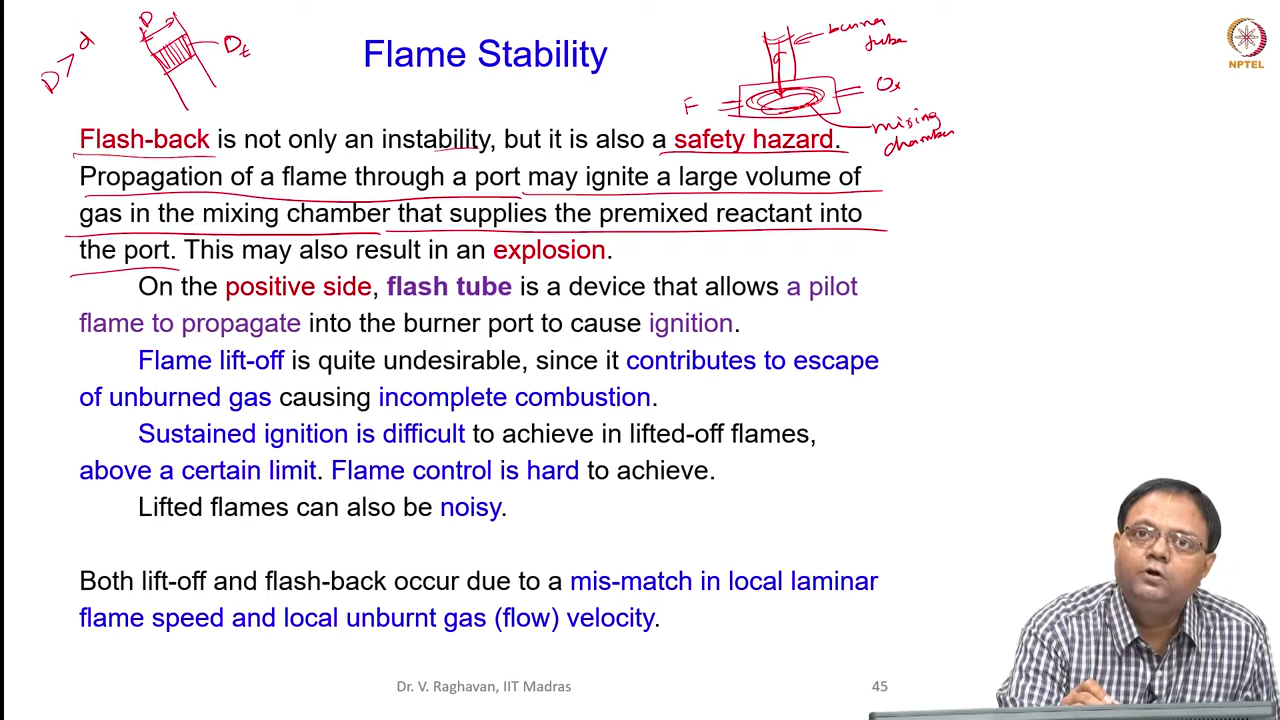 D > d
D
Dt
Flame Stability
burner
tube
F
Ox
mixing
chamber
NPTEL
Flash-back is not only an instability, but it is also a safety hazard.
Propagation of a flame through a port may ignite a large volume of
gas in the mixing chamber that supplies the premixed reactant into
the port. This may also result in an explosion.
On the positive side, flash tube is a device that allows a pilot
flame to propagate into the burner port to cause ignition.
Flame lift-off is quite undesirable, since it contributes to escape
of unburned gas causing incomplete combustion.
Sustained ignition is difficult to achieve in lifted-off flames,
above a certain limit. Flame control is hard to achieve.
Lifted flames can also be noisy.
Both lift-off and flash-back occur due to a mis-match in local laminar
flame speed and local unburnt gas (flow) velocity.
Dr. V. Raghavan, IIT Madras
45